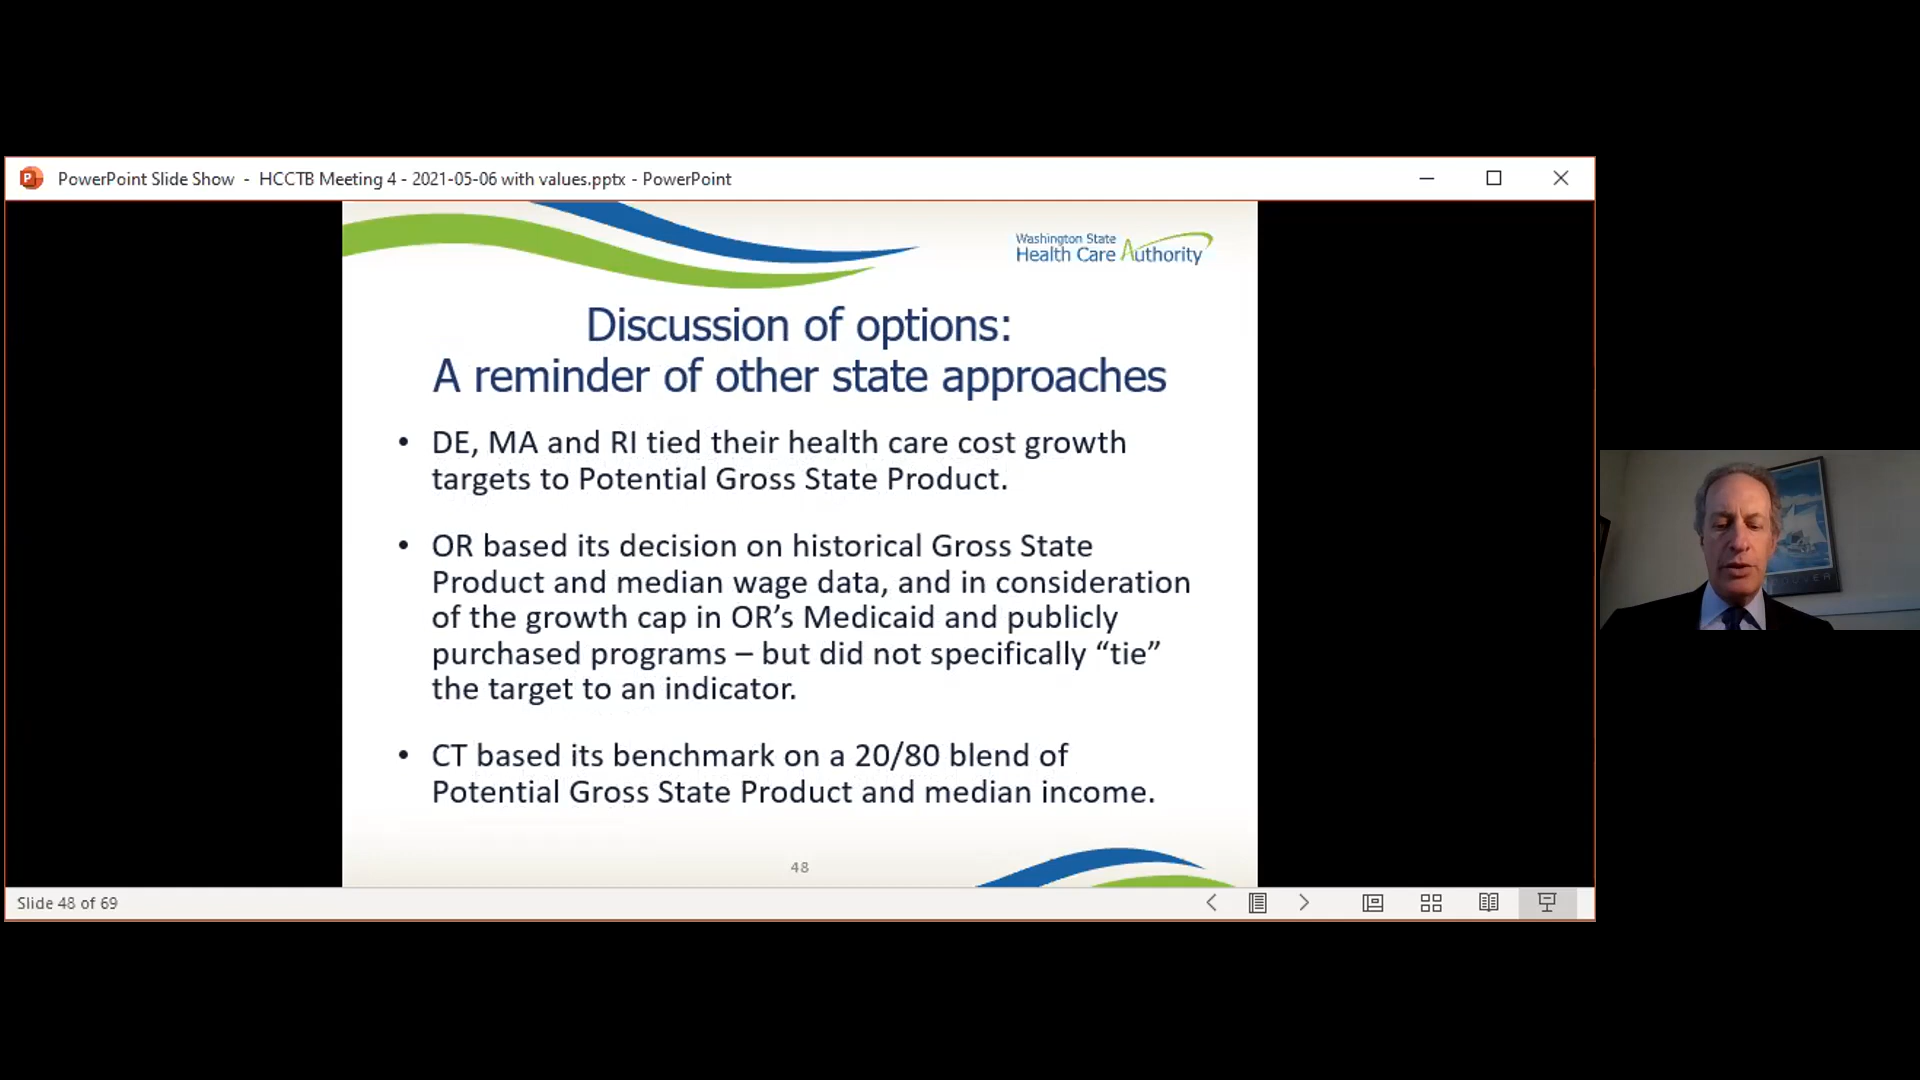 PowerPoint Slide Show - HCCTB Meeting 4 - 2021-05-06 with values.pptx - PowerPoint
Washington State
Health Care Authority
Discussion of options:
A reminder of other state approaches
• DE, MA and RI tied their health care cost growth
targets to Potential Gross State Product.
• OR based its decision on historical Gross State
Product and median wage data, and in consideration
of the growth cap in OR’s Medicaid and publicly
purchased programs – but did not specifically “tie”
the target to an indicator.
• CT based its benchmark on a 20/80 blend of
Potential Gross State Product and median income.
48
Slide 48 of 69